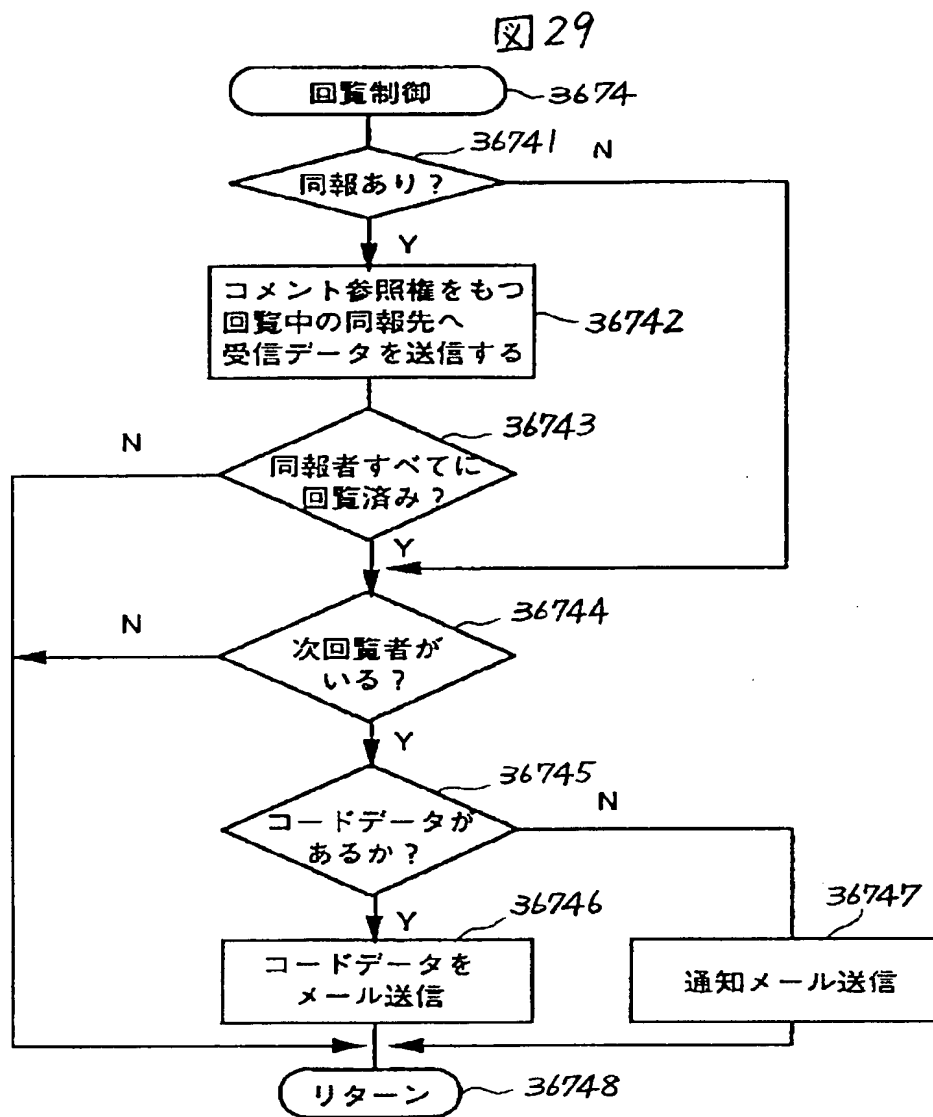 図29
回覧制御
3674
36741
N
同報あり？
Y
コメント参照権をもつ
回覧中の同報先へ
受信データを送信する
36742
N
36743
同報者すべてに
回覧済み？
Y
N
36744
次回覧者が
いる？
Y
36745
N
コードデータが
あるか？
Y
36746
36747
コードデータを
メール送信
通知メール送信
リターン
36748